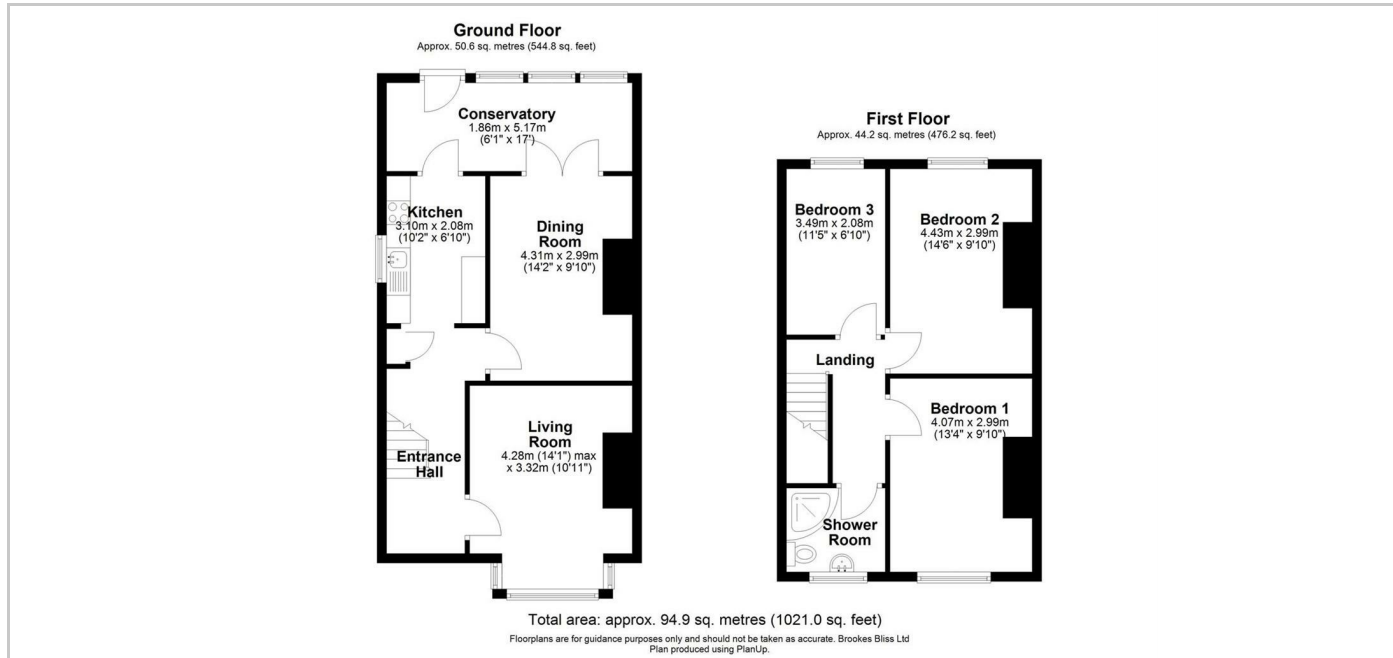 Ground Floor
Approx. 50.6 sq. metres (544.8 sq. feet)
Conservatory
1.86m x 5.17m
(6'1" x 17')
Kitchen
3.10m x 2.08m
(10'2" x 6'10")
Dining
Room
4.31m x 2.99m
(14'2" x 9'10")
Living
Room
4.28m (14'1") max
x 3.32m (10'11")
Entrance
Hall
First Floor
Approx. 44.2 sq. metres (476.2 sq. feet)
Bedroom 3
3.49m x 2.08m
(11'5" x 6'10")
Bedroom 2
4.43m x 2.99m
(14'6" x 9'10")
Landing
Bedroom 1
4.07m x 2.99m
(13'4" x 9'10")
Shower
Room
Total area: approx. 94.9 sq. metres (1021.0 sq. feet)
Floorplans are for guidance purposes only and should not be taken as accurate. Brookes Bliss Ltd
Plan produced using PlanUp.